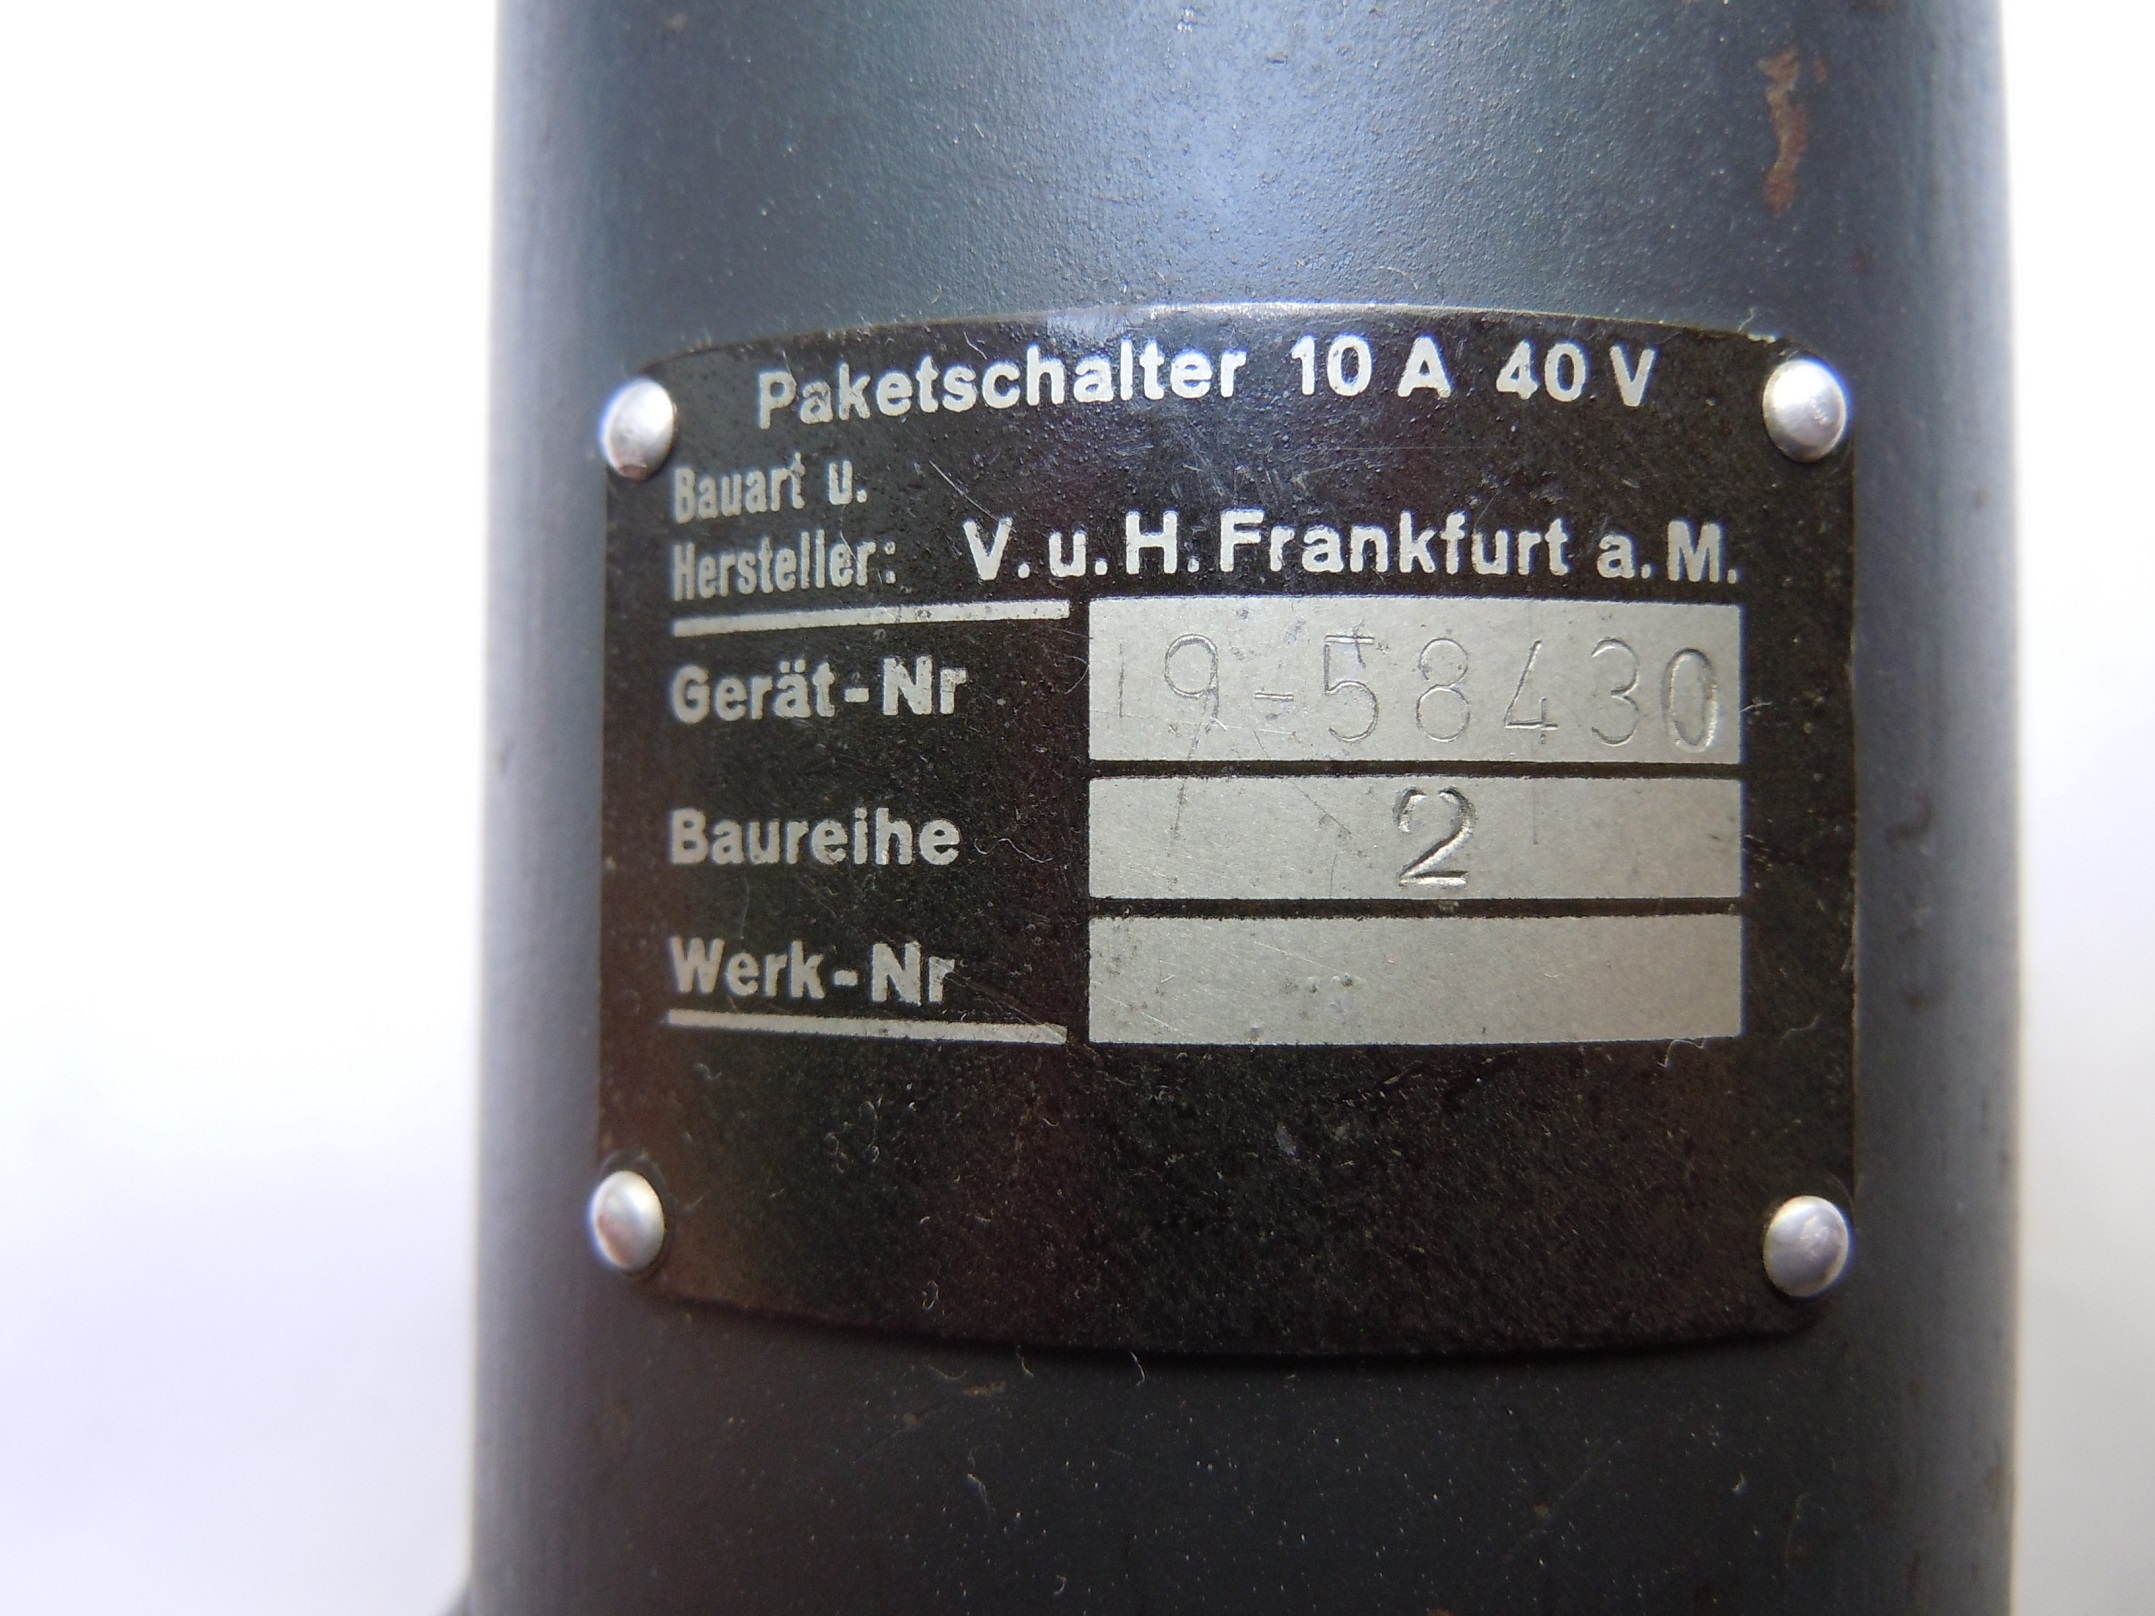 Paketschalter 10 A 40 V
Bauart u.
Hersteller: V. u. H. Frankfurt a. M.
Gerät-Nr 19-58430
Baureihe 2
Werk-Nr